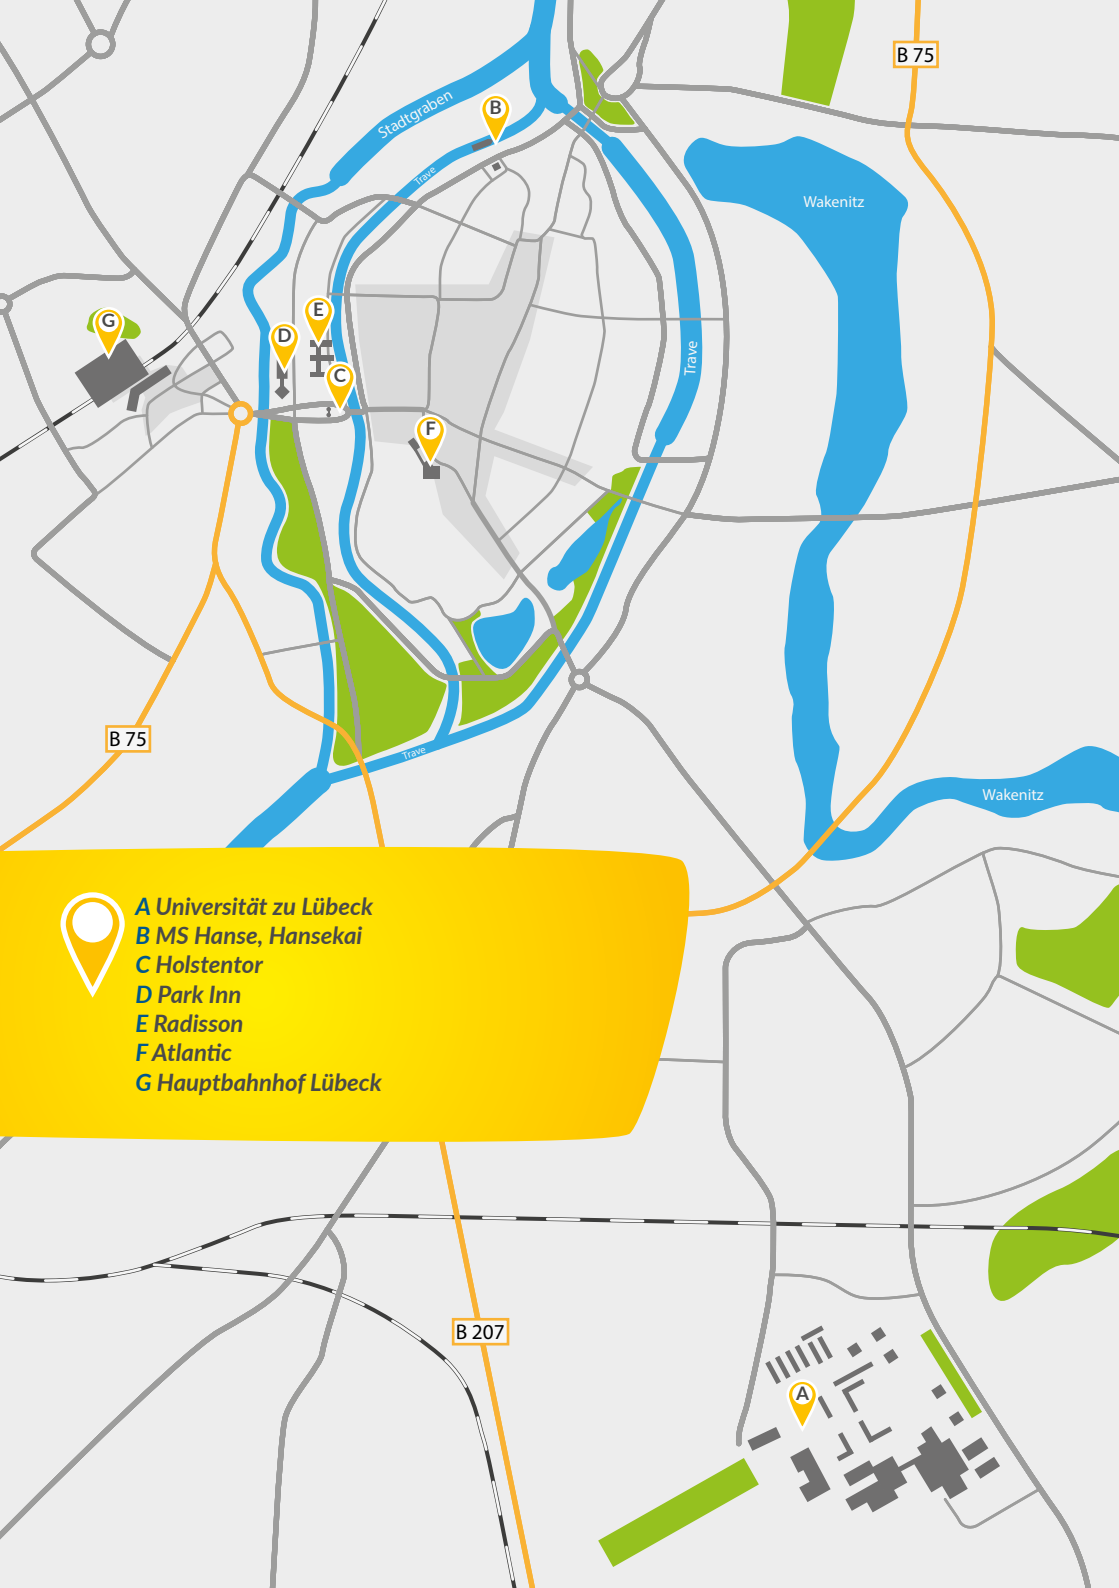 B 75
Stadtgraben
B
Trave
Wakenitz
E
G
D
Trave
C
F
B 75
Trave
Wakenitz
A Universität zu Lübeck
B MS Hanse, Hansekai
C Holstentor
D Park Inn
E Radisson
F Atlantic
G Hauptbahnhof Lübeck
B 207
A